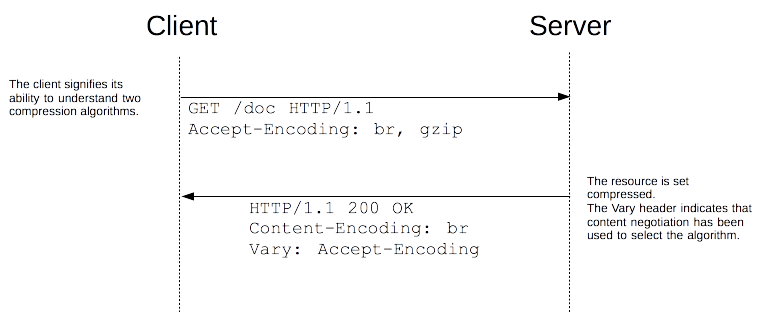 Client
Server
The client signifies its
ability to understand two
compression algorithms.
GET /doc HTTP/1.1
Accept-Encoding: br, gzip
The resource is set
compressed.
The Vary header indicates that
content negotiation has been
used to select the algorithm.
HTTP/1.1 200 OK
Content-Encoding: br
Vary: Accept-Encoding